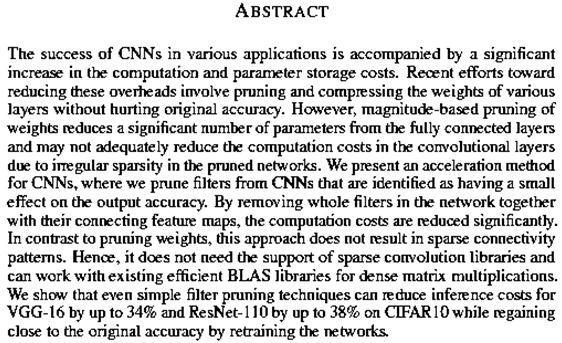 ABSTRACT
The success of CNNs in various applications is accompanied by a significant
increase in the computation and parameter storage costs. Recent efforts toward
reducing these overheads involve pruning and compressing the weights of various
layers without hurting original accuracy. However, magnitude-based pruning of
weights reduces a significant number of parameters from the fully connected layers
and may not adequately reduce the computation costs in the convolutional layers
due to irregular sparsity in the pruned networks. We present an acceleration method
for CNNs, where we prune filters from CNNs that are identified as having a small
effect on the output accuracy. By removing whole filters in the network together
with their connecting feature maps, the computation costs are reduced significantly.
In contrast to pruning weights, this approach does not result in sparse connectivity
patterns. Hence, it does not need the support of sparse convolution libraries and
can work with existing efficient BLAS libraries for dense matrix multiplications.
We show that even simple filter pruning techniques can reduce inference costs for
VGG-16 by up to 34% and ResNet-110 by up to 38% on CIFAR10 while regaining
close to the original accuracy by retraining the networks.